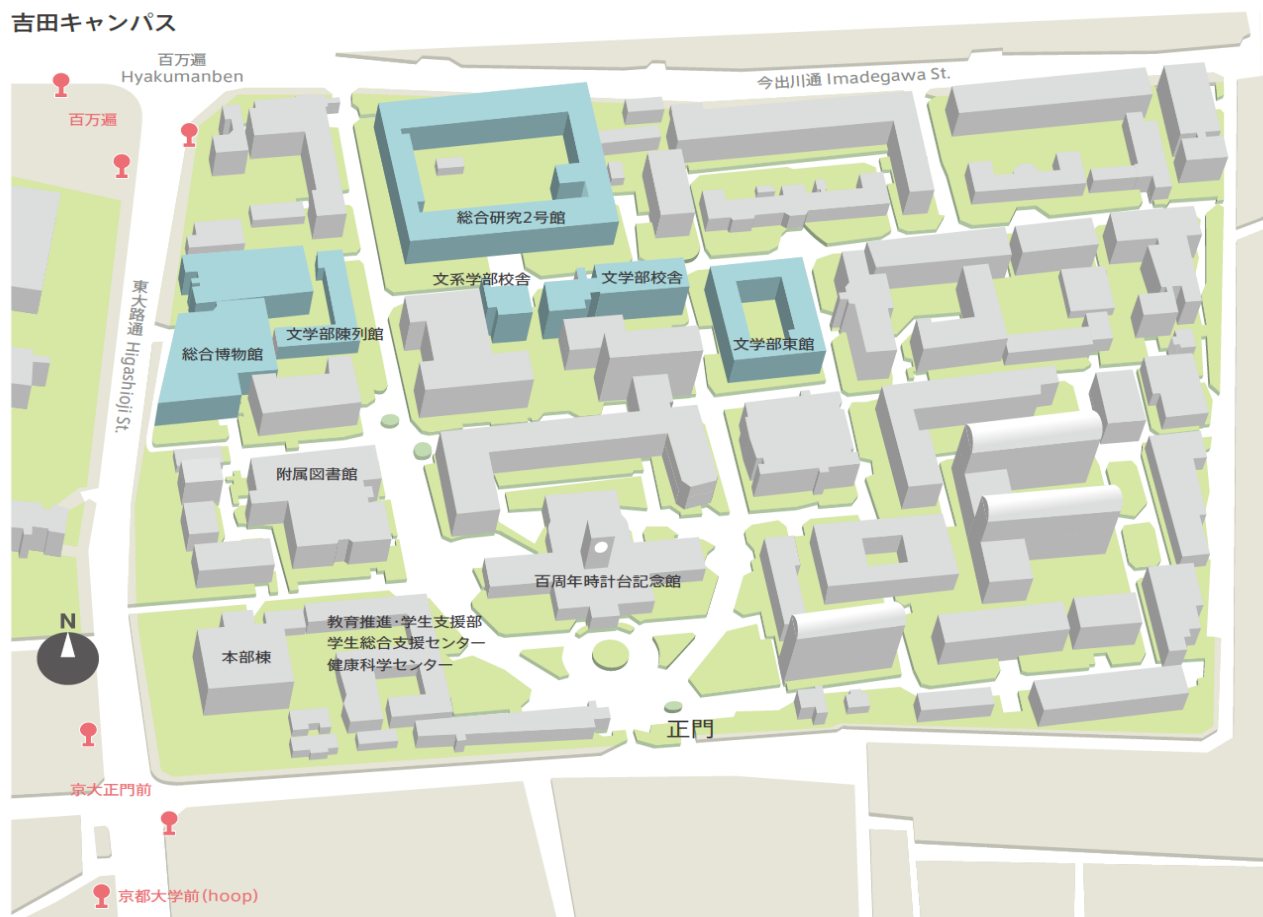 吉田キャンパス
百万遍
Hyakumanben
今出川通 Imadegawa St.
百万遍
総合研究2号館
文系学部校舎
文学部校舎
東大路通 Higashioji St.
文学部陳列館
総合博物館
文学部東館
附属図書館
百周年時計台記念館
N
教育推進・学生支援部
学生総合支援センター
健康科学センター
本部棟
正門
京大正門前
京都大学前(hoop)